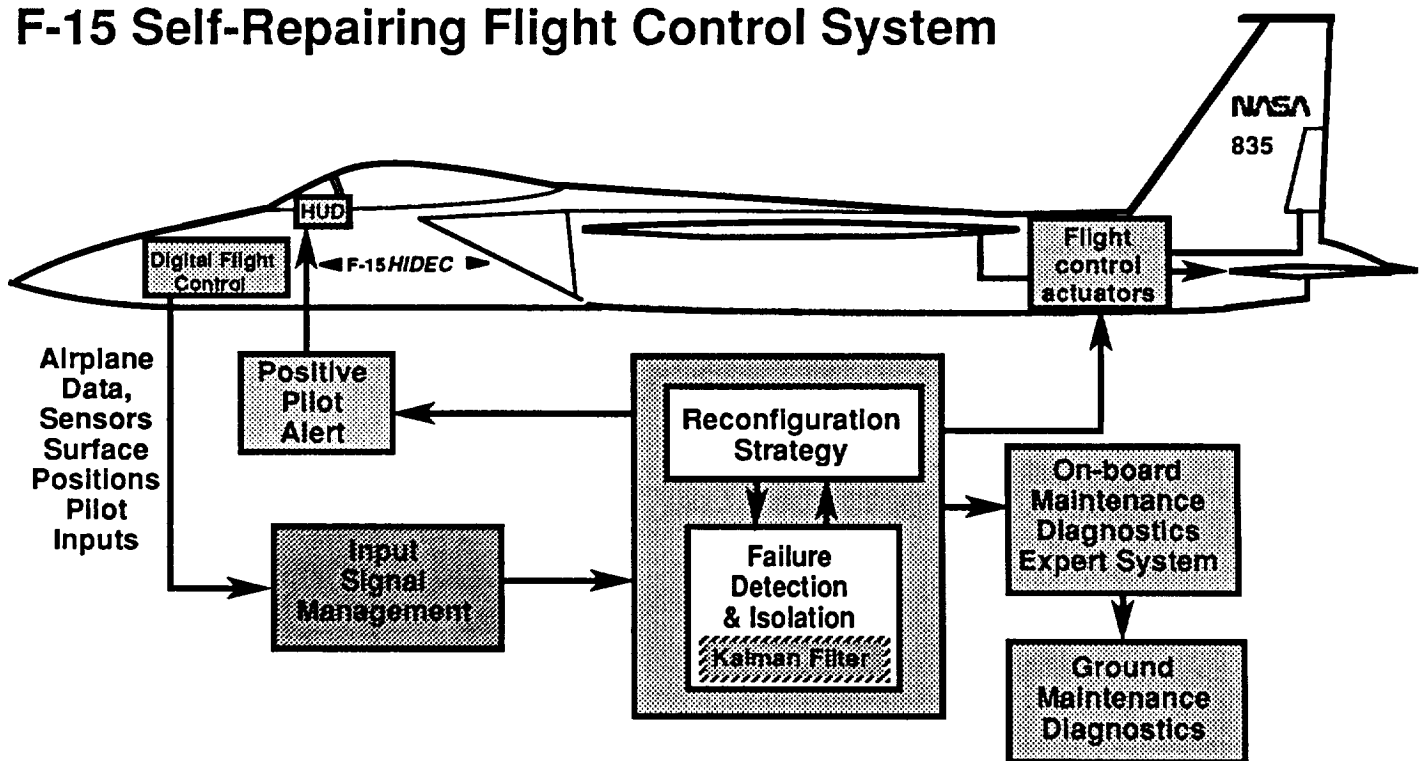 F-15 Self-Repairing Flight Control System
NASA
835
HUD
Digital Flight
Control
F-15 HIDEC
Flight
control
actuators
Airplane
Data,
Sensors
Surface
Positions
Pilot
Inputs
Positive
Pilot
Alert
Reconfiguration
Strategy
On-board
Maintenance
Diagnostics
Expert System
Input
Signal
Management
Failure
Detection
& Isolation
Kalman Filter
Ground
Maintenance
Diagnostics